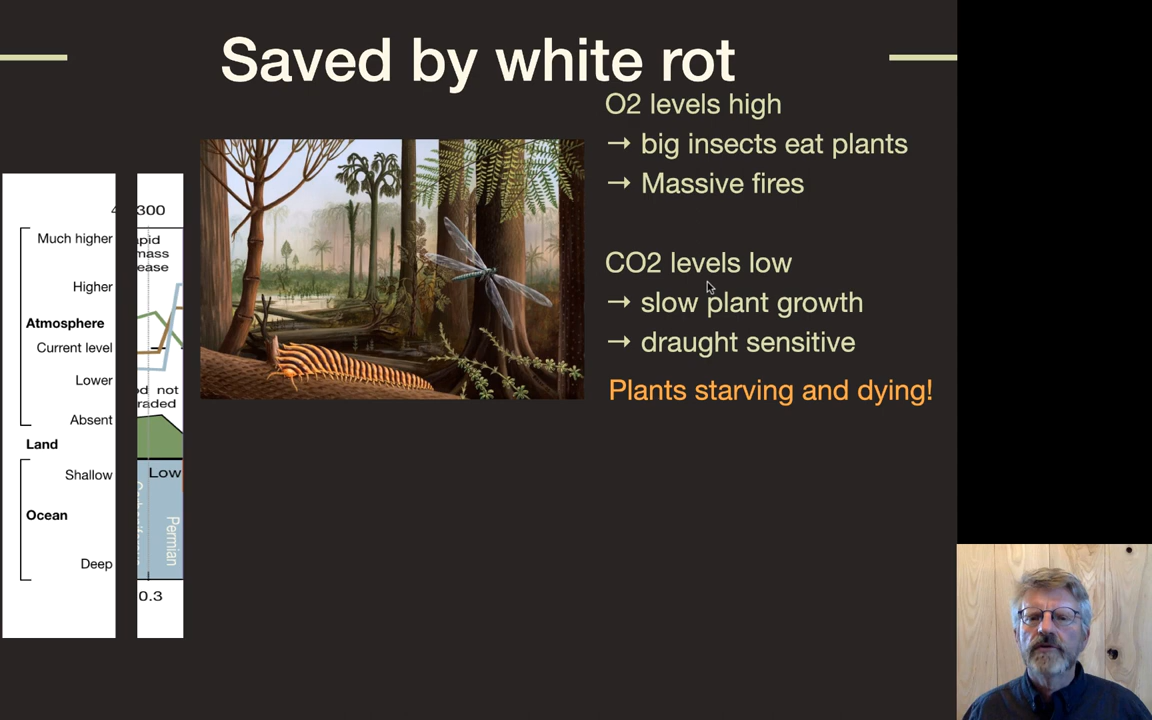 Saved by white rot
O2 levels high
→ big insects eat plants
→ Massive fires
CO2 levels low
→ slow plant growth
→ draught sensitive
Plants starving and dying!
Much higher
Higher
Atmosphere
Current level
Lower
Absent
Land
Shallow
Ocean
Deep
300
Low
Permian
0.3